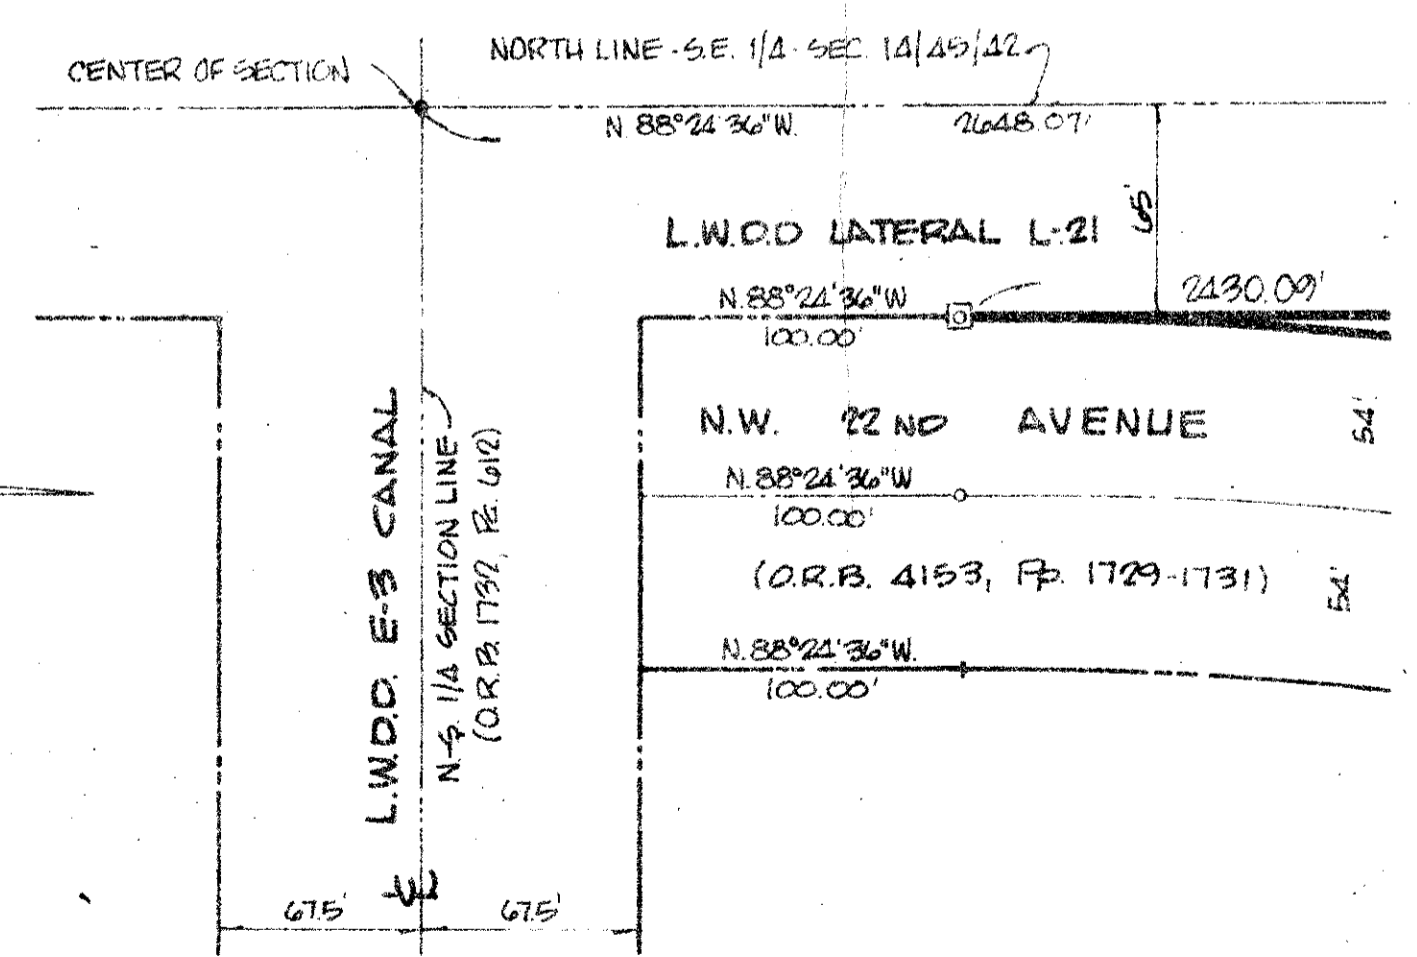 CENTER OF SECTION
NORTH LINE - S.E. 1/4 - SEC. 14/45/42
N. 88°24'36"W.
2648.07'
L.W.D.D LATERAL L-21
65'
N. 88°24'36"W
100.00'
2430.09'
N.W. 22 ND AVENUE
54'
N. 88°24'36"W
100.00'
(O.R.B. 4153, Pp. 1729-1731)
54'
N. 88°24'36"W.
100.00'
L.W.D.D. E-3 CANAL
N-S. 1/4 SECTION LINE
(O.R.B. 1732, PG. 612)
67.5'
67.5'